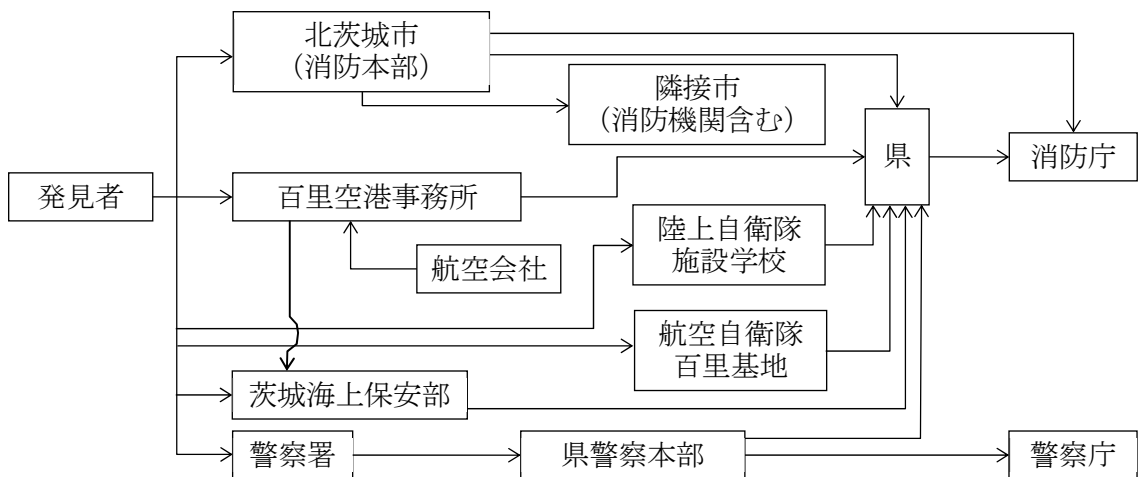 北茨城市
（消防本部）
隣接市
（消防機関含む）
県
消防庁
発見者
百里空港事務所
陸上自衛隊
施設学校
航空会社
航空自衛隊
百里基地
茨城海上保安部
警察署
県警察本部
警察庁